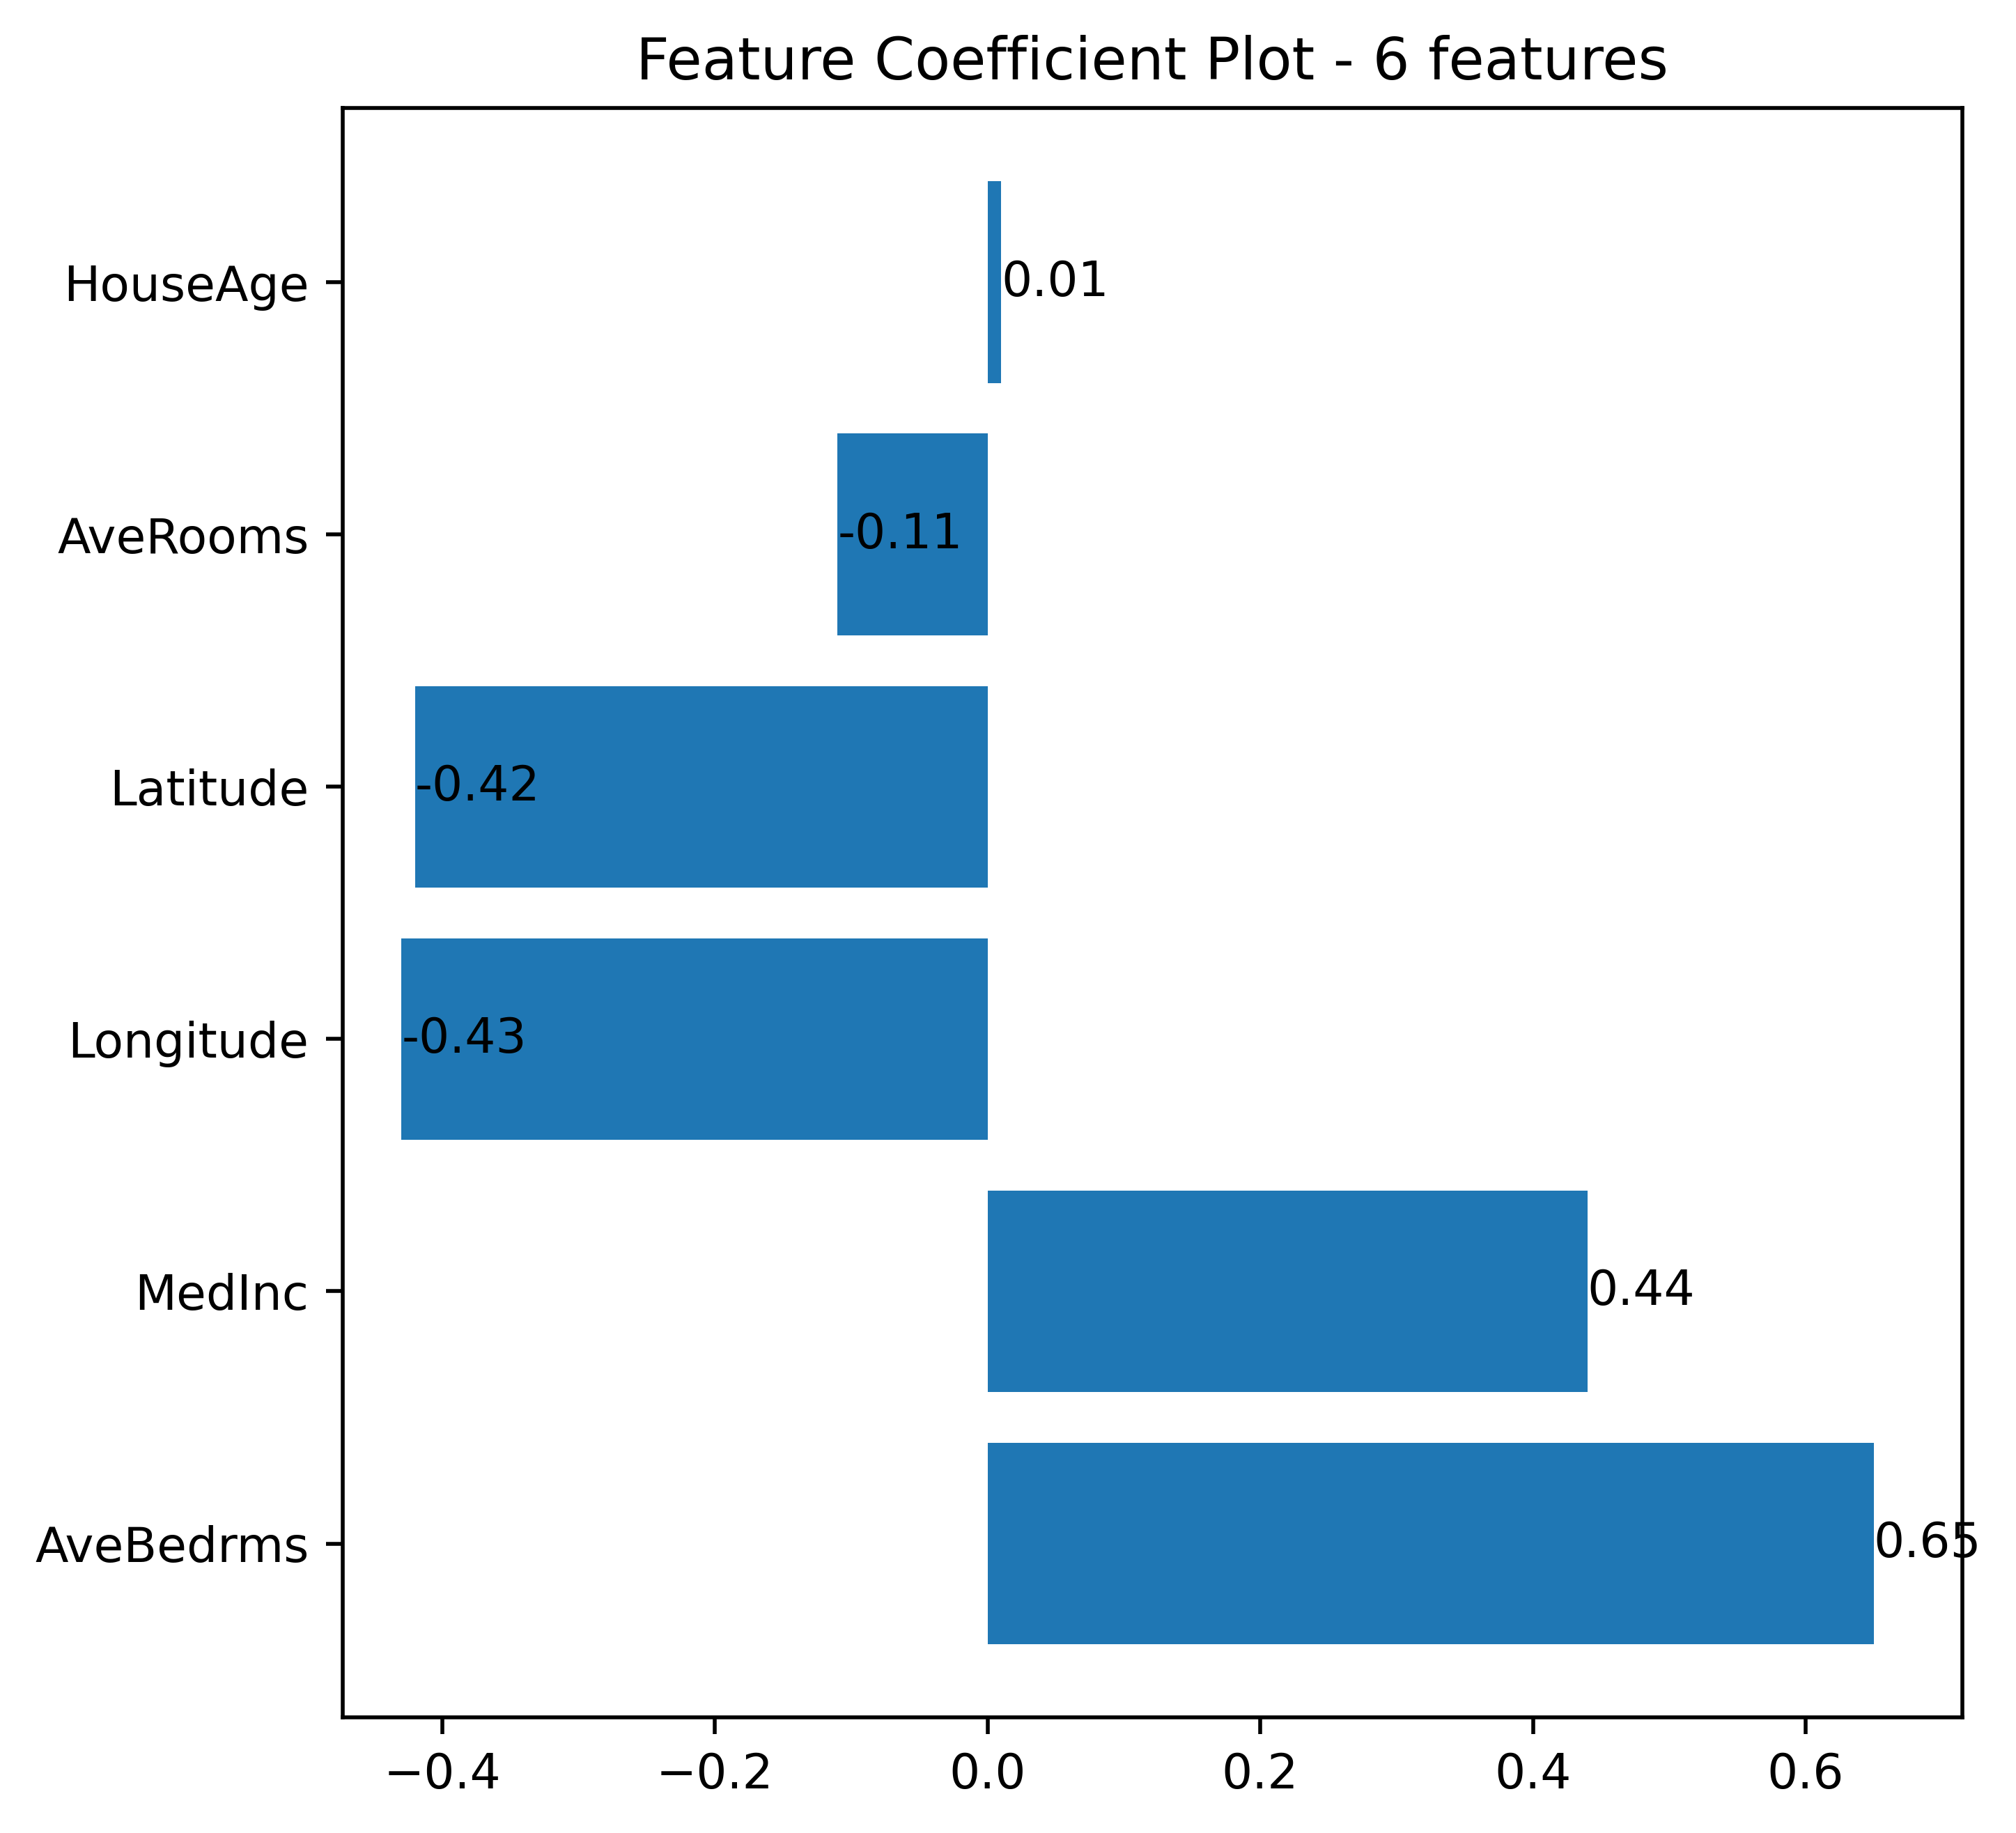 Feature Coefficient Plot - 6 features
HouseAge
0.01
AveRooms
-0.11
Latitude
-0.42
Longitude
-0.43
MedInc
0.44
AveBedrms
0.65
−0.4 −0.2 0.0 0.2 0.4 0.6